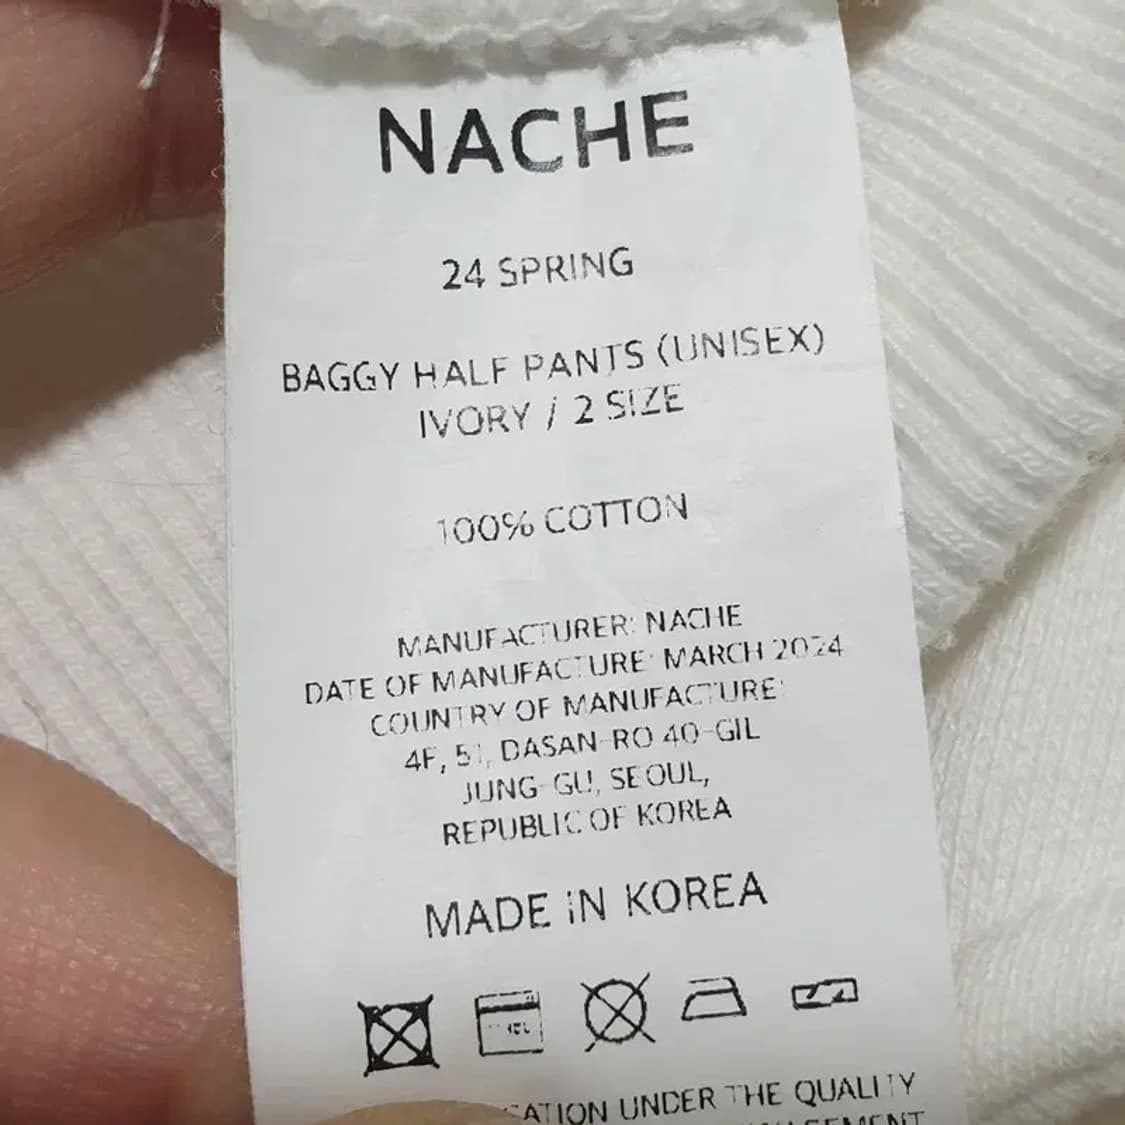 NACHE
24 SPRING
BAGGY HALF PANTS (UNISEX)
IVORY / 2 SIZE
100% COTTON
MANUFACTURER: NACHE
DATE OF MANUFACTURE: MARCH 2024
COUNTRY OF MANUFACTURE:
4F, 51, DASAN-RO 40-GIL
JUNG-GU, SEOUL,
REPUBLIC OF KOREA
MADE IN KOREA
UNDER THE QUALITY